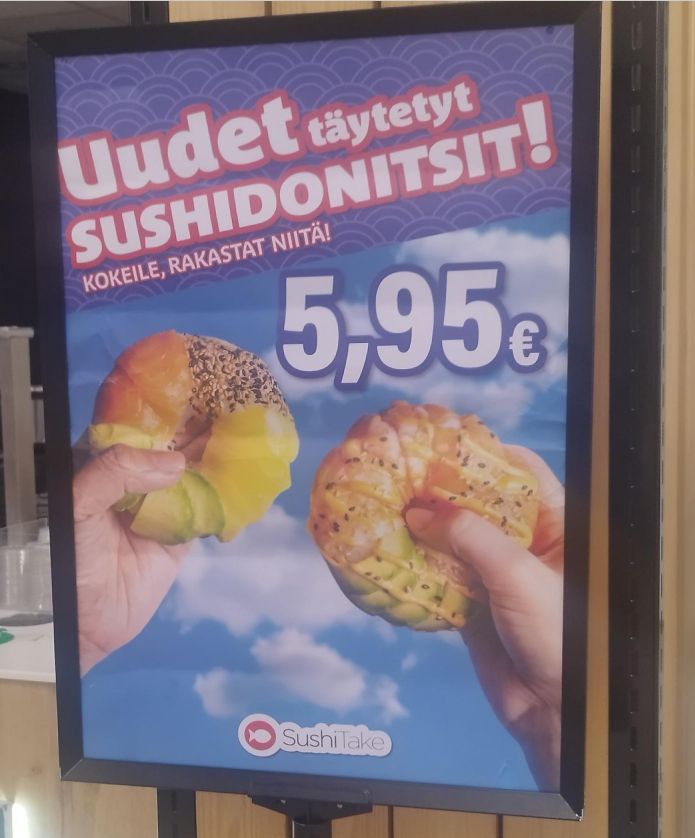 Uudet täytetyt
SUSHIDONITSIT!
KOKEILE, RAKASTAT NIITÄ!
5,95€
SushiTake